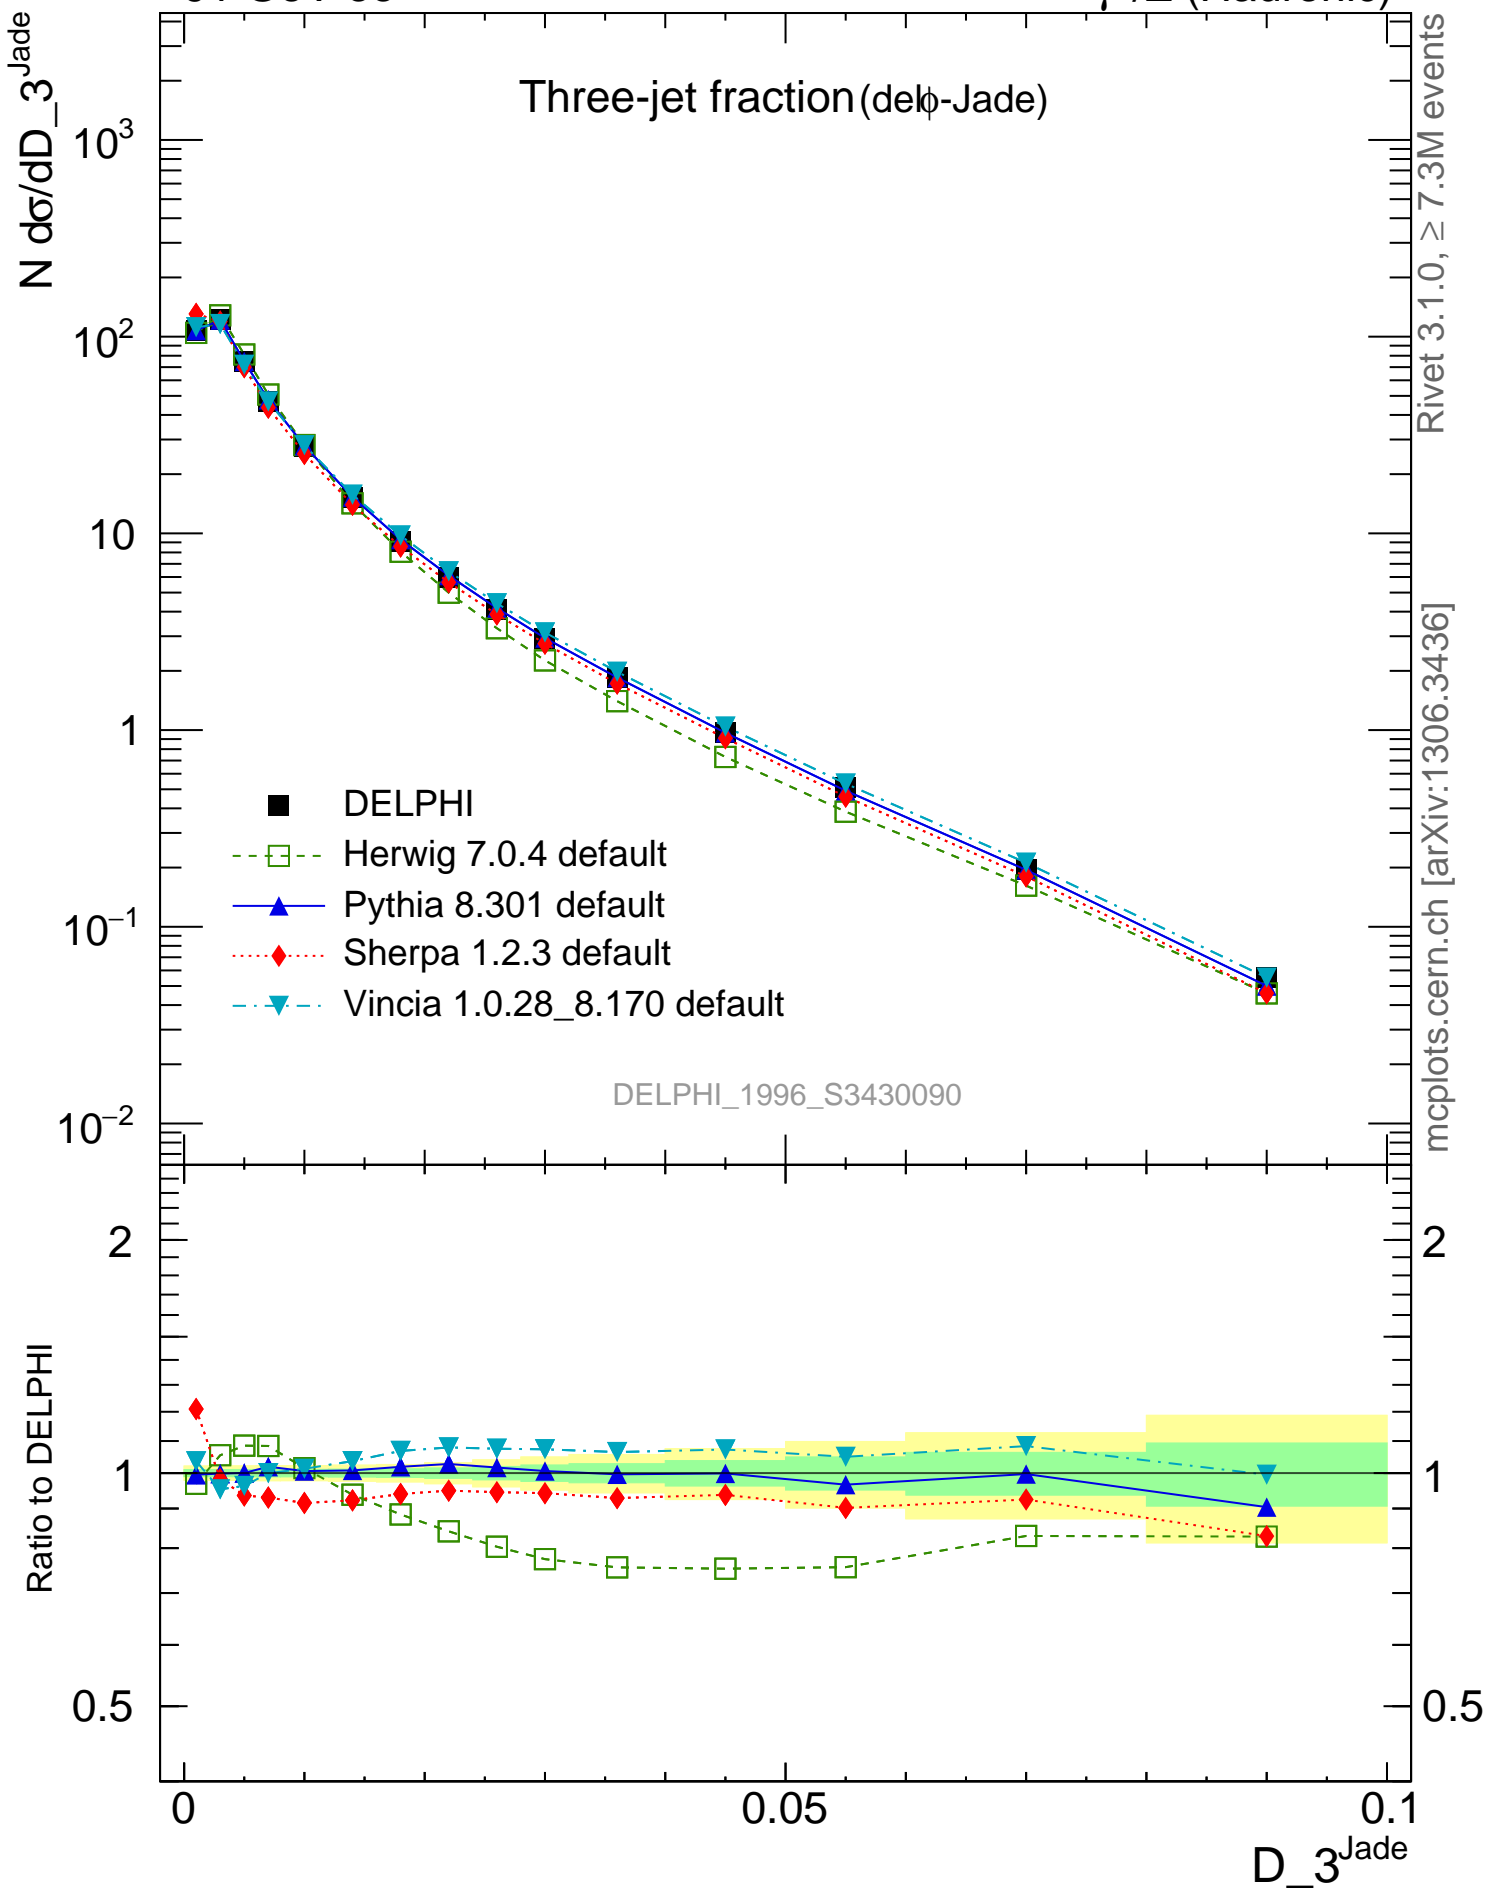 Three-jet fraction (delϕ-Jade)
N dσ/dD_3^Jade
10^3
10^2
10
1
10^−1
10^−2
DELPHI
Herwig 7.0.4 default
Pythia 8.301 default
Sherpa 1.2.3 default
Vincia 1.0.28_8.170 default
DELPHI_1996_S3430090
Rivet 3.1.0, ≥ 7.3M events
mcplots.cern.ch [arXiv:1306.3436]
Ratio to DELPHI
2
1
0.5
2
1
0.5
0
0.05
0.1
D_3^Jade